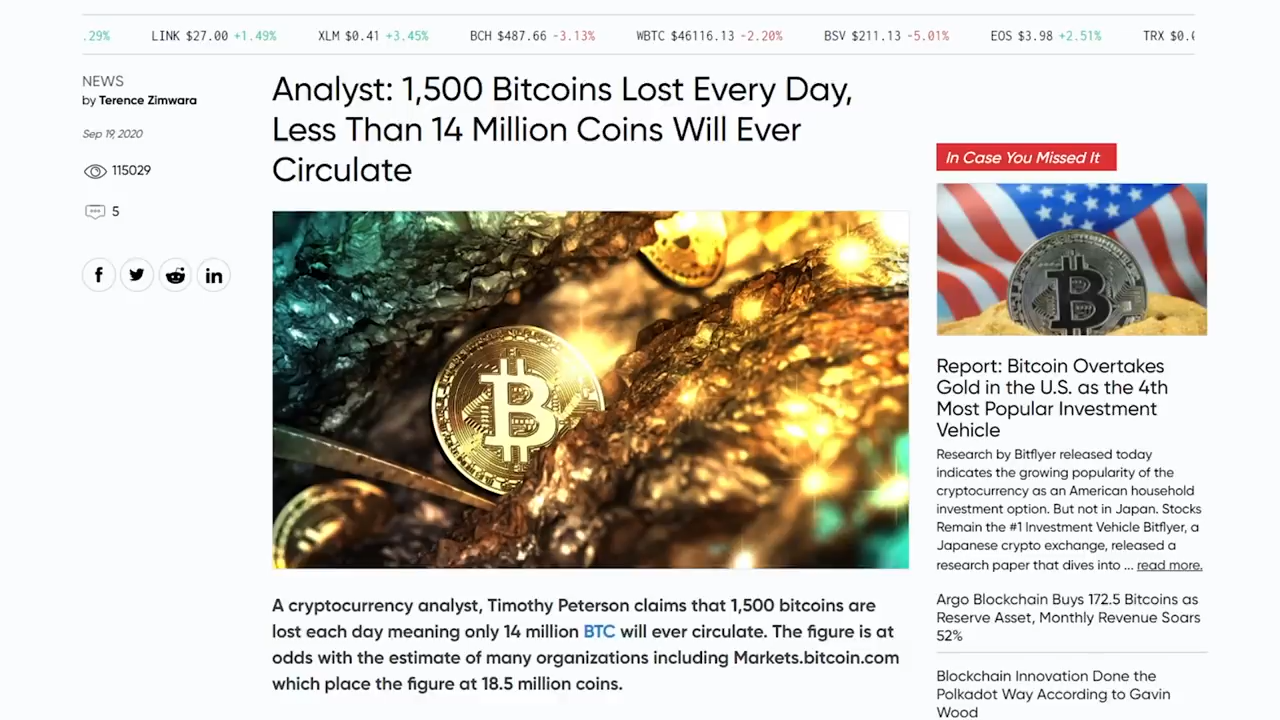 .29% LINK $27.00 +1.49% XLM $0.41 +3.45% BCH $487.66 -3.13% WBTC $46116.13 -2.20% BSV $211.13 -5.01% EOS $3.98 +2.51% TRX $0.0
NEWS
by Terence Zimwara
Sep 19, 2020
115029
5
Analyst: 1,500 Bitcoins Lost Every Day,
Less Than 14 Million Coins Will Ever
Circulate
A cryptocurrency analyst, Timothy Peterson claims that 1,500 bitcoins are
lost each day meaning only 14 million BTC will ever circulate. The figure is at
odds with the estimate of many organizations including Markets.bitcoin.com
which place the figure at 18.5 million coins.
In Case You Missed It
Report: Bitcoin Overtakes
Gold in the U.S. as the 4th
Most Popular Investment
Vehicle
Research by Bitflyer released today
indicates the growing popularity of the
cryptocurrency as an American household
investment option. But not in Japan. Stocks
Remain the #1 Investment Vehicle Bitflyer, a
Japanese crypto exchange, released a
research paper that dives into ... read more.
Argo Blockchain Buys 172.5 Bitcoins as
Reserve Asset, Monthly Revenue Soars
52%
Blockchain Innovation Done the
Polkadot Way According to Gavin
Wood